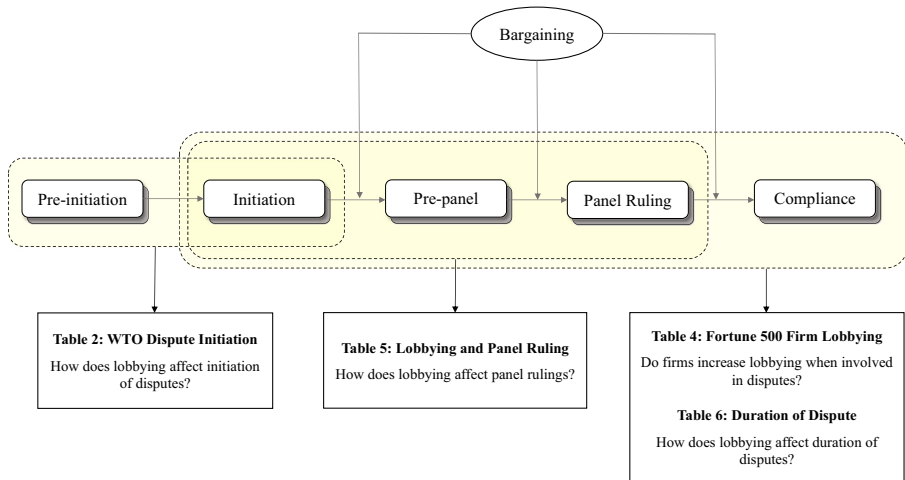 Bargaining
Pre-initiation
Initiation
Pre-panel
Panel Ruling
Compliance
Table 2: WTO Dispute Initiation
How does lobbying affect initiation
of disputes?
Table 5: Lobbying and Panel Ruling
How does lobbying affect panel rulings?
Table 4: Fortune 500 Firm Lobbying
Do firms increase lobbying when involved
in disputes?
Table 6: Duration of Dispute
How does lobbying affect duration of
disputes?